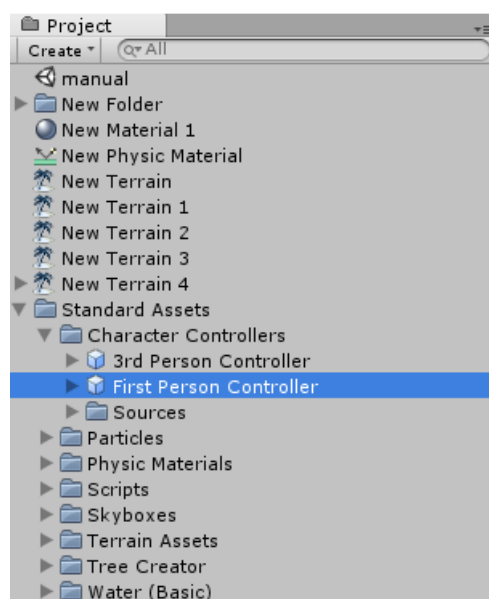 Project
Create All
manual
New Folder
New Material 1
New Physic Material
New Terrain
New Terrain 1
New Terrain 2
New Terrain 3
New Terrain 4
Standard Assets
Character Controllers
3rd Person Controller
First Person Controller
Sources
Particles
Physic Materials
Scripts
Skyboxes
Terrain Assets
Tree Creator
Water (Basic)